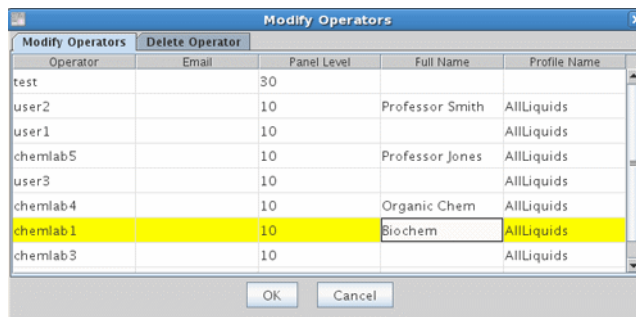 Modify Operators
Modify Operators Delete Operator
Operator Email Panel Level Full Name Profile Name
test 30
user2 10 Professor Smith AllLiquids
user1 10 AllLiquids
chemlab5 10 Professor Jones AllLiquids
user3 10 AllLiquids
chemlab4 10 Organic Chem AllLiquids
chemlab1 10 Biochem AllLiquids
chemlab3 10 AllLiquids
OK Cancel